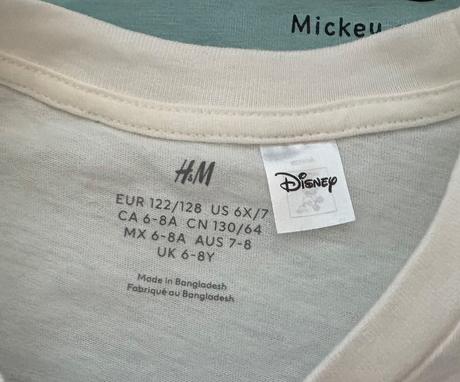 Mickey
H&M
Disney
EUR 122/128 US 6X/7
CA 6-8A CN 130/64
MX 6-8A AUS 7-8
UK 6-8Y
Made in Bangladesh
Fabriqué au Bangladesh